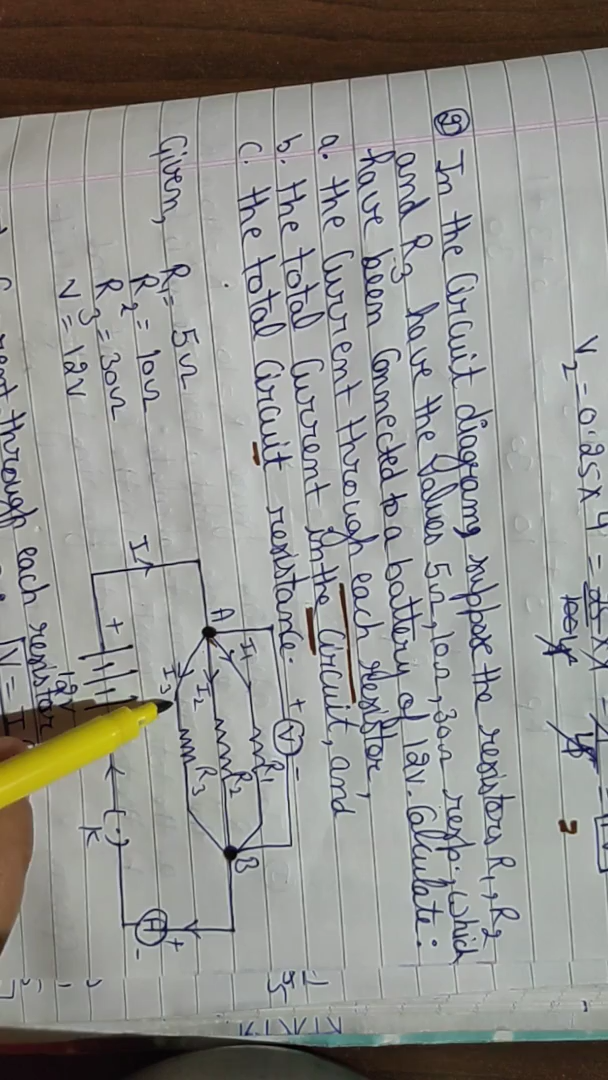 V2 = 0.25 X 4 =
② In the circuit diagram, suppose the resistors R1, R2
and R3 have the values 5Ω, 10Ω, 30Ω resp., which
have been connected to a battery of 12V. Calculate:
a. the current through each resistor,
b. the total current in the circuit, and
c. the total circuit resistance.
Given, R1 = 5Ω
R2 = 10Ω
R3 = 30Ω
V = 12V
+ V -
A I1 R1 B
I2 R2
I3 R3
I
+
12V
K
+
-
through each resistor
V = I